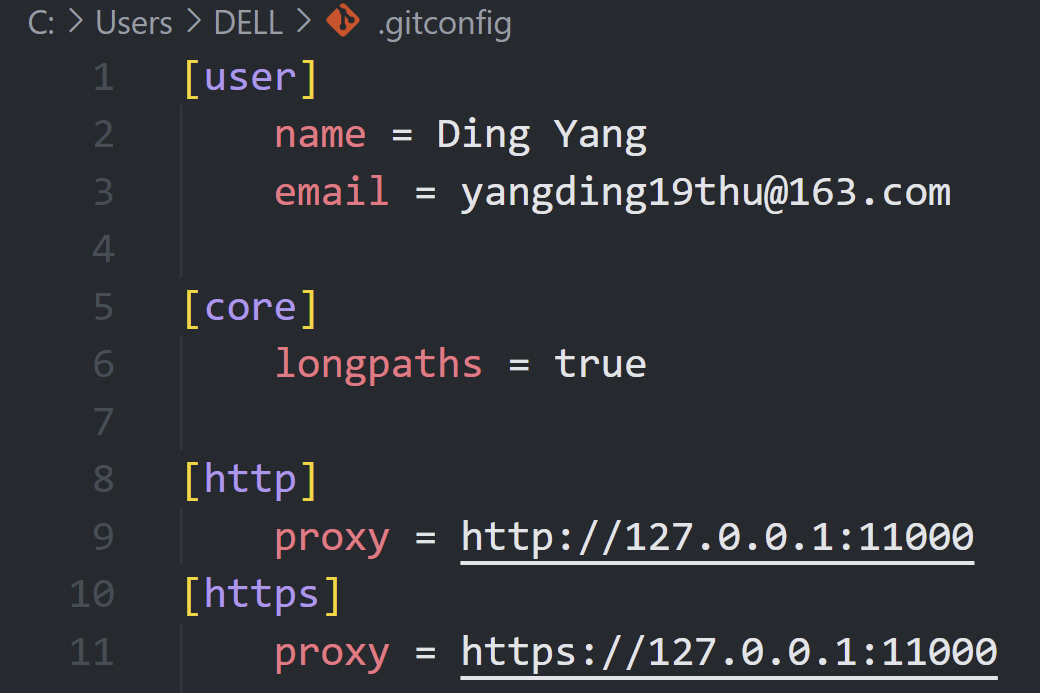 C: > Users > DELL > .gitconfig
1 [user]
2 name = Ding Yang
3 email = yangding19thu@163.com
4
5 [core]
6 longpaths = true
7
8 [http]
9 proxy = http://127.0.0.1:11000
10 [https]
11 proxy = https://127.0.0.1:11000